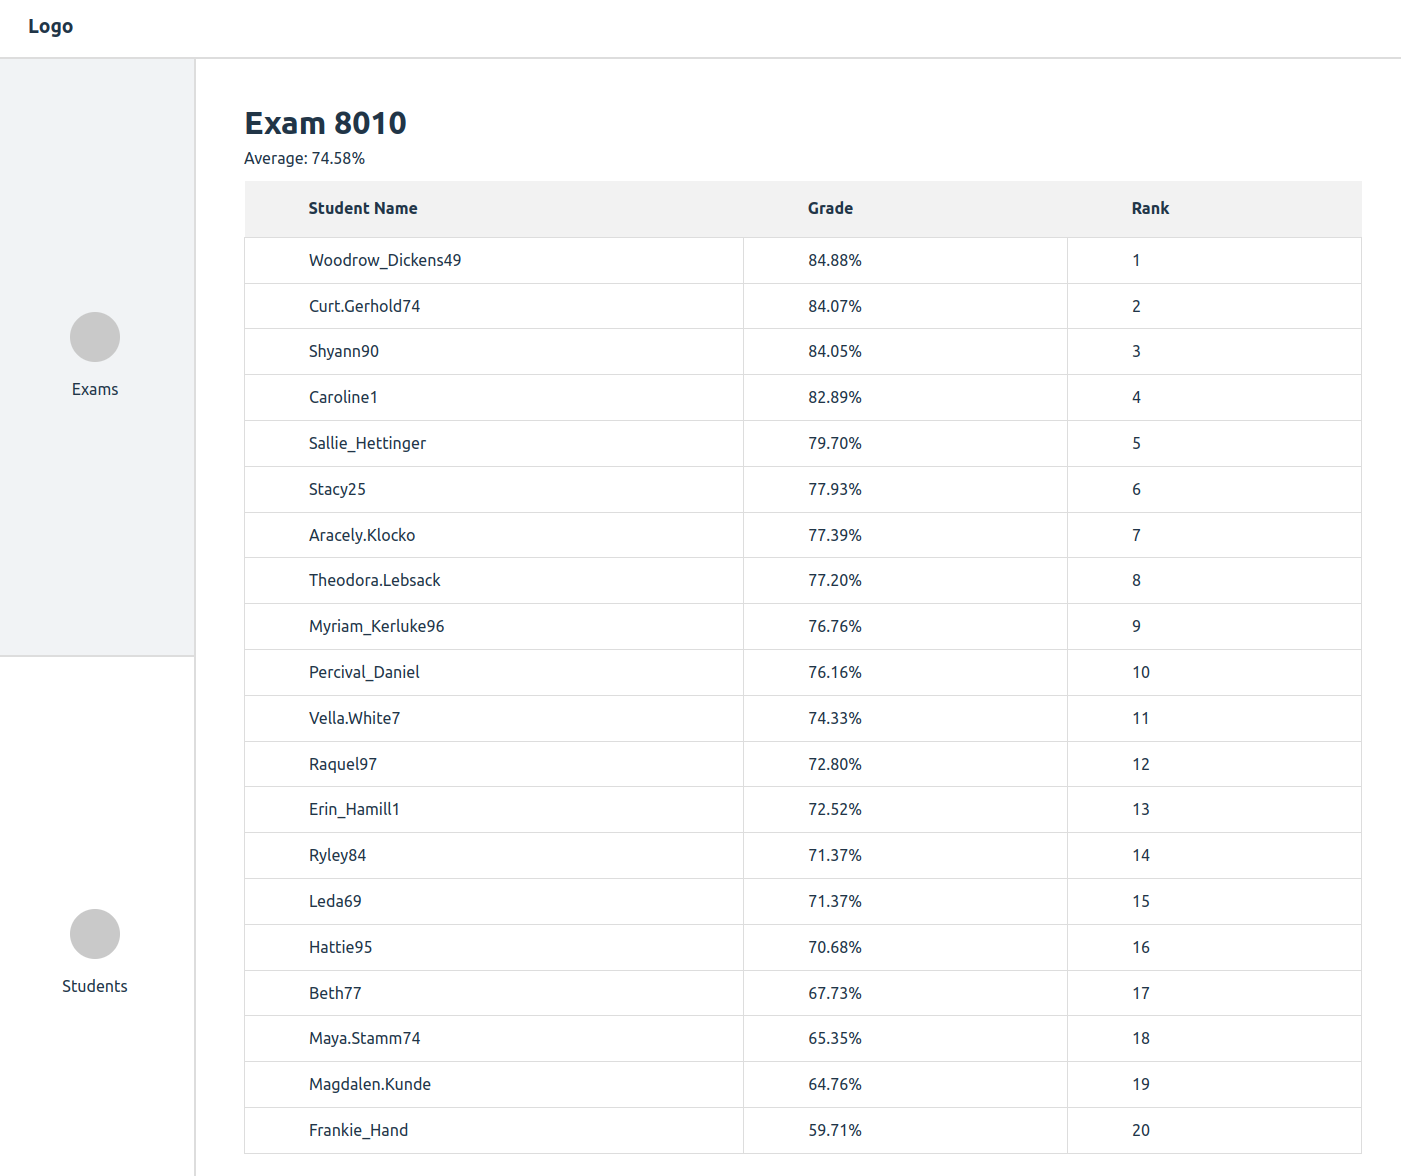 Logo
Exams
Students
Exam 8010
Average: 74.58%
Student Name Grade Rank
Woodrow_Dickens49 84.88% 1
Curt.Gerhold74 84.07% 2
Shyann90 84.05% 3
Caroline1 82.89% 4
Sallie_Hettinger 79.70% 5
Stacy25 77.93% 6
Aracely.Klocko 77.39% 7
Theodora.Lebsack 77.20% 8
Myriam_Kerluke96 76.76% 9
Percival_Daniel 76.16% 10
Vella.White7 74.33% 11
Raquel97 72.80% 12
Erin_Hamill1 72.52% 13
Ryley84 71.37% 14
Leda69 71.37% 15
Hattie95 70.68% 16
Beth77 67.73% 17
Maya.Stamm74 65.35% 18
Magdalen.Kunde 64.76% 19
Frankie_Hand 59.71% 20